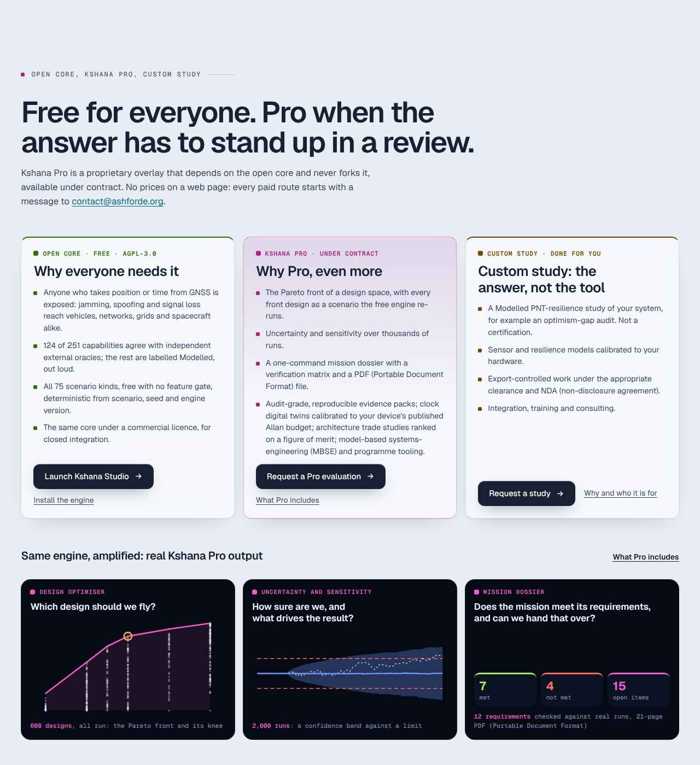 OPEN CORE, KSHANA PRO, CUSTOM STUDY
Free for everyone. Pro when the
answer has to stand up in a review.
Kshana Pro is a proprietary overlay that depends on the open core and never forks it,
available under contract. No prices on a web page: every paid route starts with a
message to contact@ashforde.org.
OPEN CORE · FREE · AGPL-3.0
Why everyone needs it
Anyone who takes position or time from GNSS is
exposed: jamming, spoofing and signal loss
reach vehicles, networks, grids and spacecraft
alike.
124 of 251 capabilities agree with independent
external oracles; the rest are labelled Modelled,
out loud.
All 75 scenario kinds, free with no feature gate,
deterministic from scenario, seed and engine
version.
The same core under a commercial licence, for
closed integration.
Launch Kshana Studio →
Install the engine
KSHANA PRO · UNDER CONTRACT
Why Pro, even more
The Pareto front of a design space, with every
front design as a scenario the free engine re-
runs.
Uncertainty and sensitivity over thousands of
runs.
A one-command mission dossier with a
verification matrix and a PDF (Portable Document
Format) file.
Audit-grade, reproducible evidence packs; clock
digital twins calibrated to your device's published
Allan budget; architecture trade studies ranked
on a figure of merit; model-based systems-
engineering (MBSE) and programme tooling.
Request a Pro evaluation →
What Pro includes
CUSTOM STUDY · DONE FOR YOU
Custom study: the
answer, not the tool
A Modelled PNT-resilience study of your system,
for example an optimism-gap audit. Not a
certification.
Sensor and resilience models calibrated to your
hardware.
Export-controlled work under the appropriate
clearance and NDA (non-disclosure agreement).
Integration, training and consulting.
Request a study →
Why and who it is for
Same engine, amplified: real Kshana Pro output
What Pro includes
DESIGN OPTIMISER
Which design should we fly?
600 designs, all run: the Pareto front and its knee
UNCERTAINTY AND SENSITIVITY
How sure are we, and
what drives the result?
2,000 runs: a confidence band against a limit
MISSION DOSSIER
Does the mission meet its requirements,
and can we hand that over?
7
met
4
not met
15
open items
12 requirements checked against real runs, 21-page
PDF (Portable Document Format)